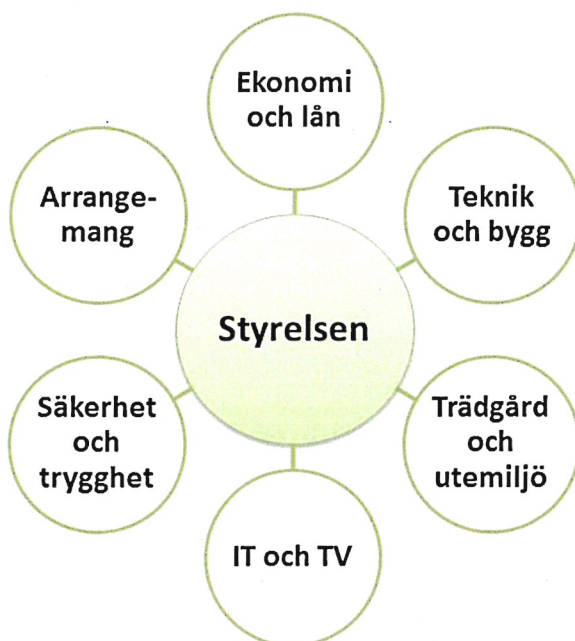 Ekonomi
och lån
Arrange-
mang
Teknik
och bygg
Styrelsen
Säkerhet
och
trygghet
Trädgård
och
utemiljö
IT och TV